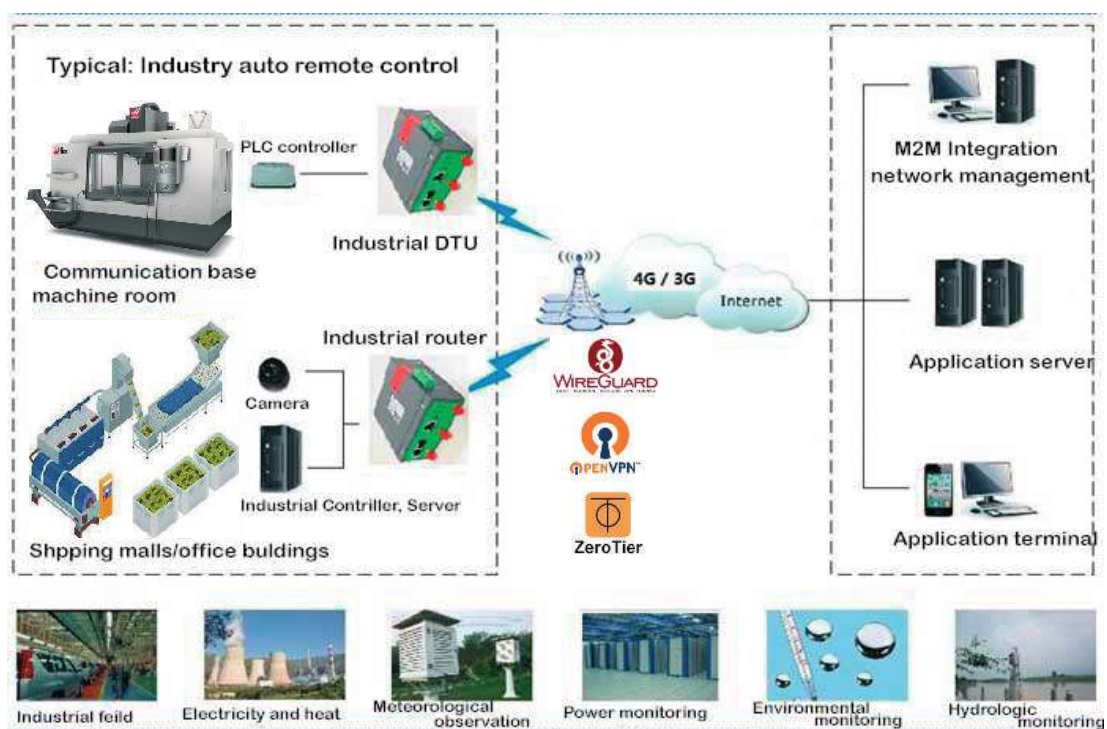 Typical: Industry auto remote control
PLC controller
Industrial DTU
Communication base
machine room
Industrial router
Camera
Industrial Contriller, Server
Shpping malls/office buldings
4G / 3G
Internet
WIREGUARD
OPENVPN™
ZeroTier
M2M Integration
network management
Application server
Application terminal
Industrial feild
Electricity and heat
Meteorological
observation
Power monitoring
Environmental
monitoring
Hydrologic
monitoring